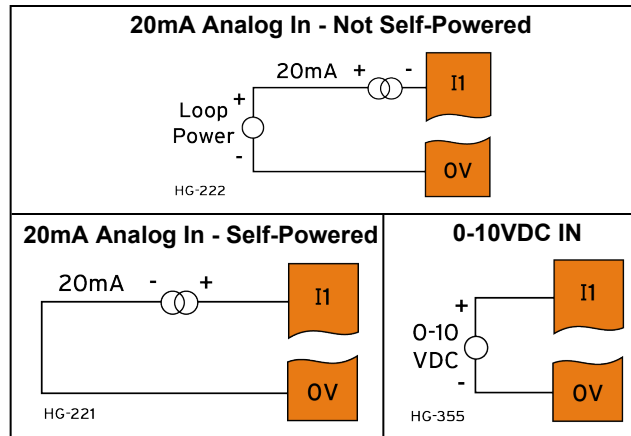 20mA Analog In - Not Self-Powered
20mA + -
I1
+
Loop
Power
-
0V
HG-222
20mA Analog In - Self-Powered
20mA - +
I1
0V
HG-221
0-10VDC IN
+
I1
0-10
VDC
-
0V
HG-355